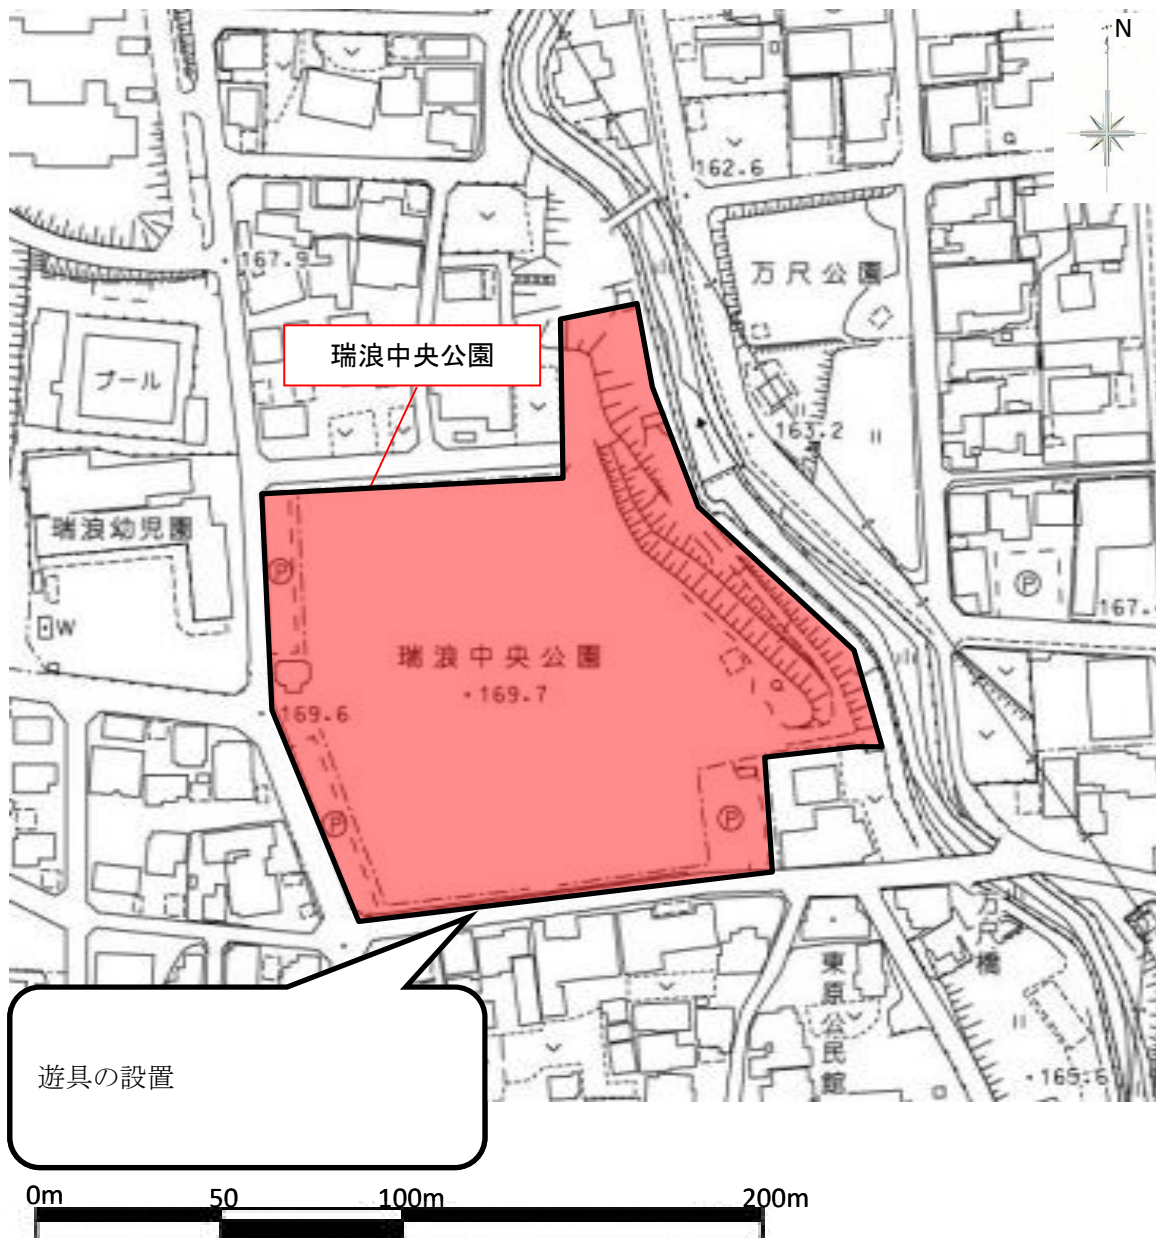 N
162.6
167.9
万尺公園
瑞浪中央公園
プール
163.2
瑞浪幼児園
P
P
167.
W
瑞浪中央公園
169.7
169.6
P
P
万尺橋
東原公民館
165.6
遊具の設置
0m 50 100m 200m